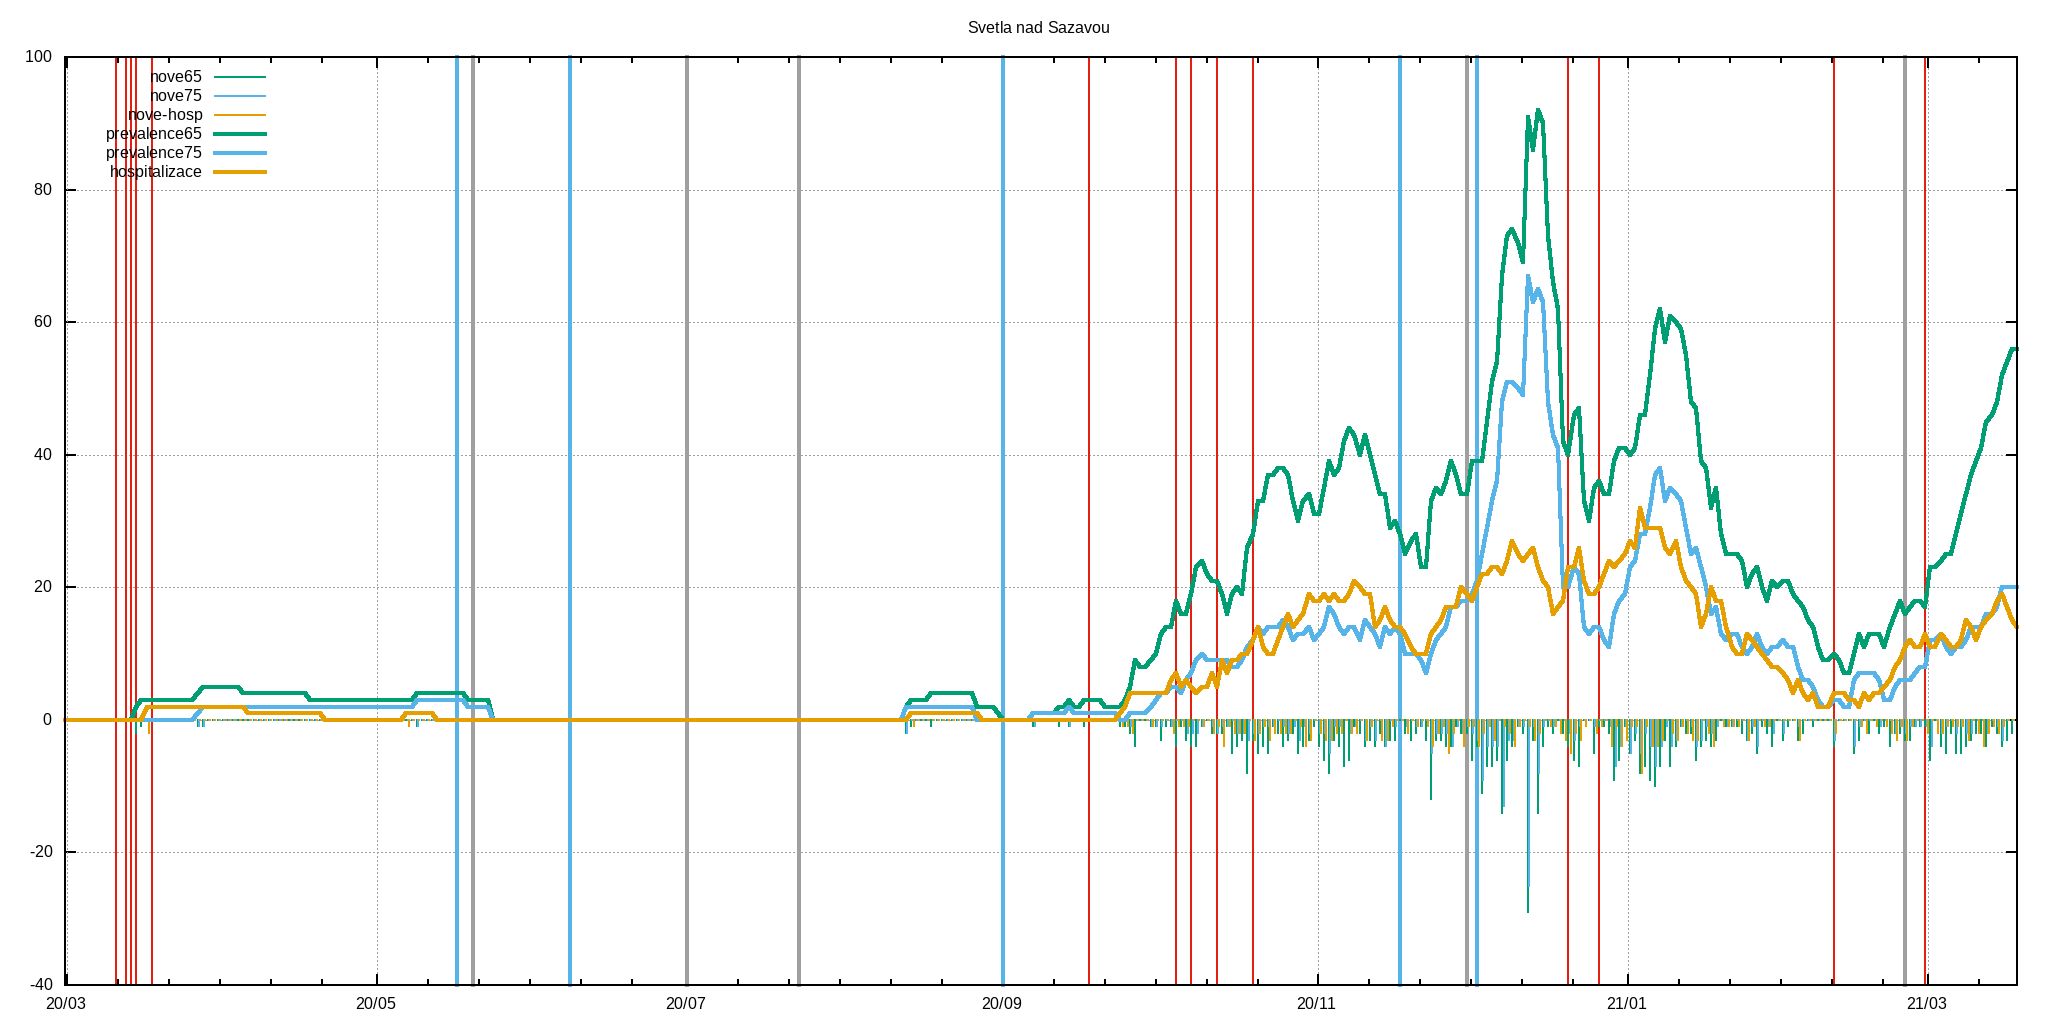 Svetla nad Sazavou
100
80
60
40
20
0
-20
-40
nove65
nove75
nove-hosp
prevalence65
prevalence75
hospitalizace
20/03 20/05 20/07 20/09 20/11 21/01 21/03